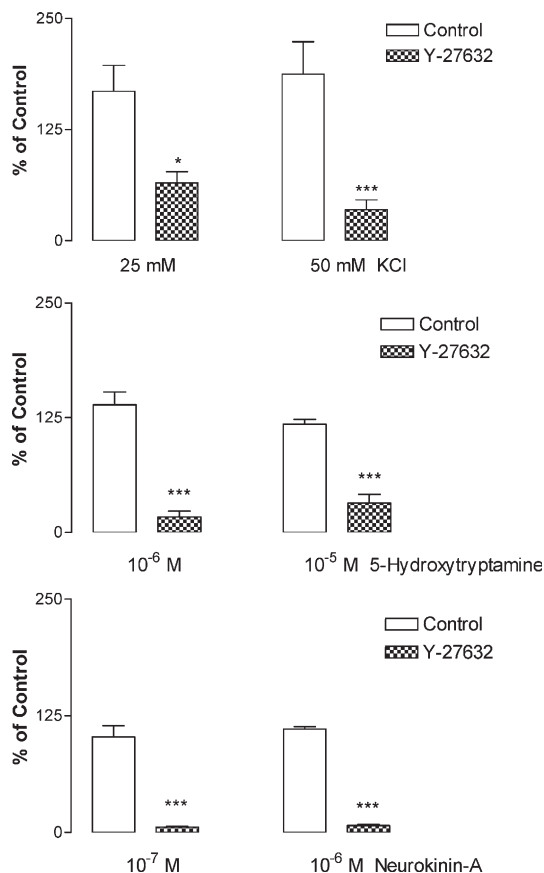 250
Control
Y-27632
% of Control
125
*
***
0
25 mM
50 mM KCl
250
Control
Y-27632
% of Control
125
***
***
0
10⁻⁶ M
10⁻⁵ M 5-Hydroxytryptamine
250
Control
Y-27632
% of Control
125
***
***
0
10⁻⁷ M
10⁻⁶ M Neurokinin-A